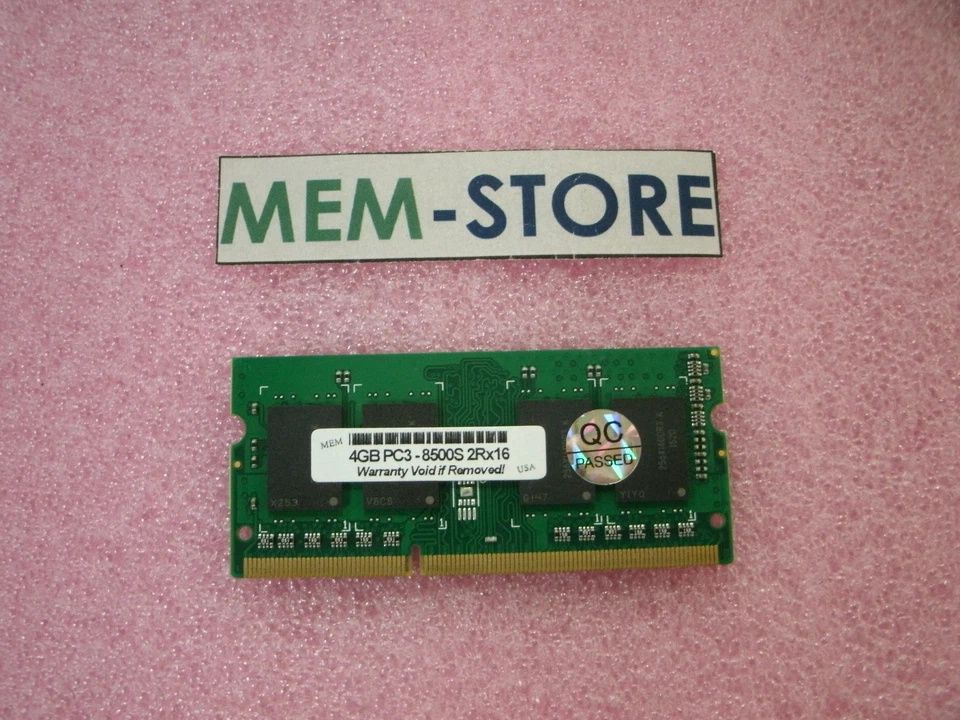 MEM-STORE
MEM
4GB PC3 - 8500S 2Rx16
Warranty Void if Removed!
USA
QC
PASSED